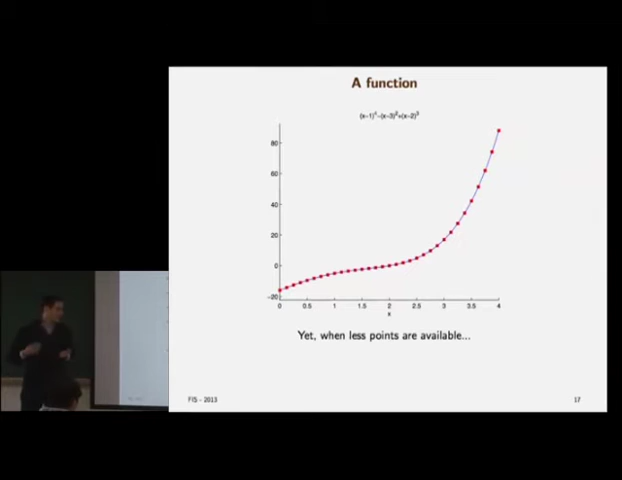 A function
(x-1)⁴-(x-3)²+(x-2)³
80
60
40
20
0
-20
0 0.5 1 1.5 2 2.5 3 3.5 4
x
Yet, when less points are available...
FIS - 2013 17